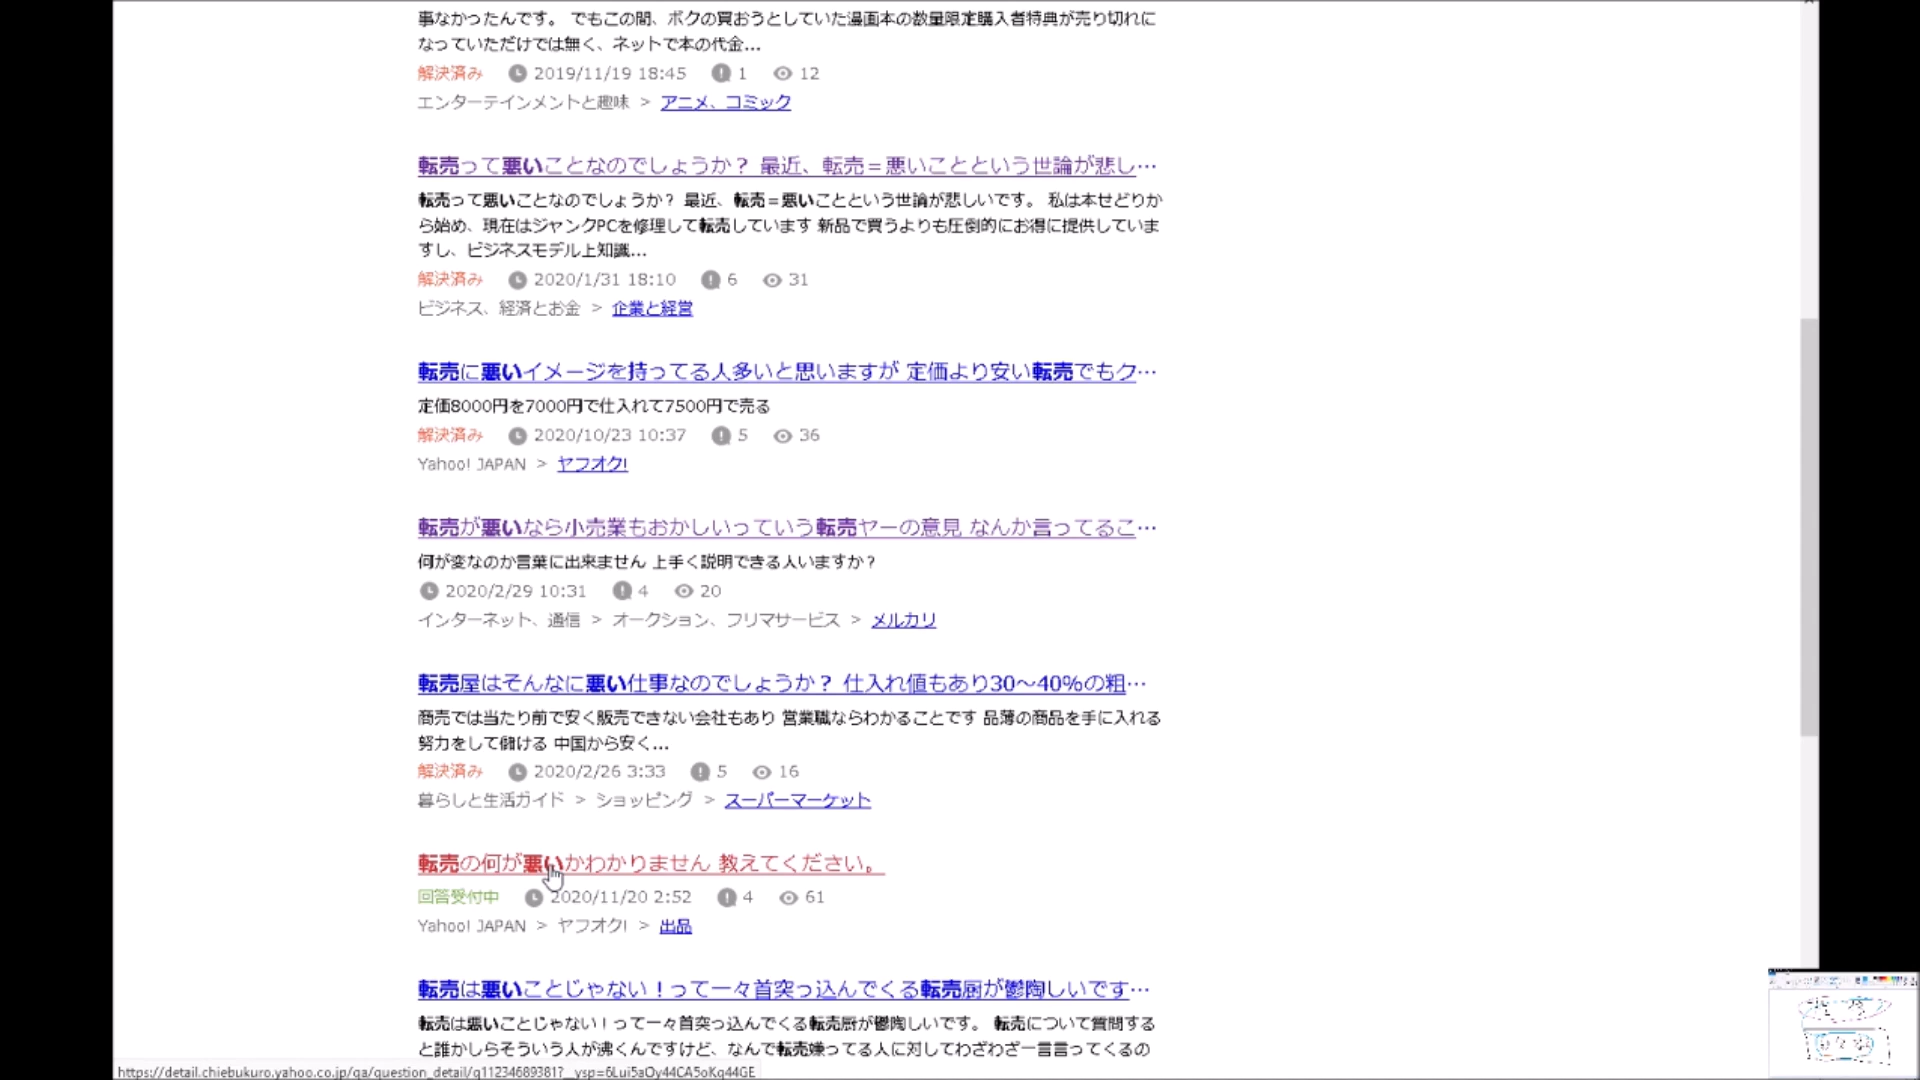 事なかったんです。 でもこの間、ボクの買おうとしていた漫画本の数量限定購入者特典が売り切れに
なっていただけでは無く、ネットで本の代金...
解決済み 2019/11/19 18:45 1 12
エンターテインメントと趣味 > アニメ、コミック
転売って悪いことなのでしょうか？ 最近、転売＝悪いことという世論が悲し…
転売って悪いことなのでしょうか？ 最近、転売＝悪いことという世論が悲しいです。 私は本せどりか
ら始め、現在はジャンクPCを修理して転売しています 新品で買うよりも圧倒的にお得に提供していま
すし、ビジネスモデル上知識...
解決済み 2020/1/31 18:10 6 31
ビジネス、経済とお金 > 企業と経営
転売に悪いイメージを持ってる人多いと思いますが 定価より安い転売でもク…
定価8000円を7000円で仕入れて7500円で売る
解決済み 2020/10/23 10:37 5 36
Yahoo! JAPAN > ヤフオク!
転売が悪いなら小売業もおかしいっていう転売ヤーの意見 なんか言ってるこ…
何が変なのか言葉に出来ません 上手く説明できる人いますか？
2020/2/29 10:31 4 20
インターネット、通信 > オークション、フリマサービス > メルカリ
転売屋はそんなに悪い仕事なのでしょうか？ 仕入れ値もあり30～40%の粗…
商売では当たり前で安く販売できない会社もあり 営業職ならわかることです 品薄の商品を手に入れる
努力をして儲ける 中国から安く...
解決済み 2020/2/26 3:33 5 16
暮らしと生活ガイド > ショッピング > スーパーマーケット
転売の何が悪いかわかりません 教えてください。
回答受付中 2020/11/20 2:52 4 61
Yahoo! JAPAN > ヤフオク! > 出品
転売は悪いことじゃない！って一々首突っ込んでくる転売厨が鬱陶しいです…
転売は悪いことじゃない！って一々首突っ込んでくる転売厨が鬱陶しいです。 転売について質問する
と誰かしらそういう人が沸くんですけど、なんで転売嫌ってる人に対してわざわざ一言言ってくるの
https://detail.chiebukuro.yahoo.co.jp/qa/question_detail/q11234689381?__ysp=6Lui5aOy44CA5oKq44GE